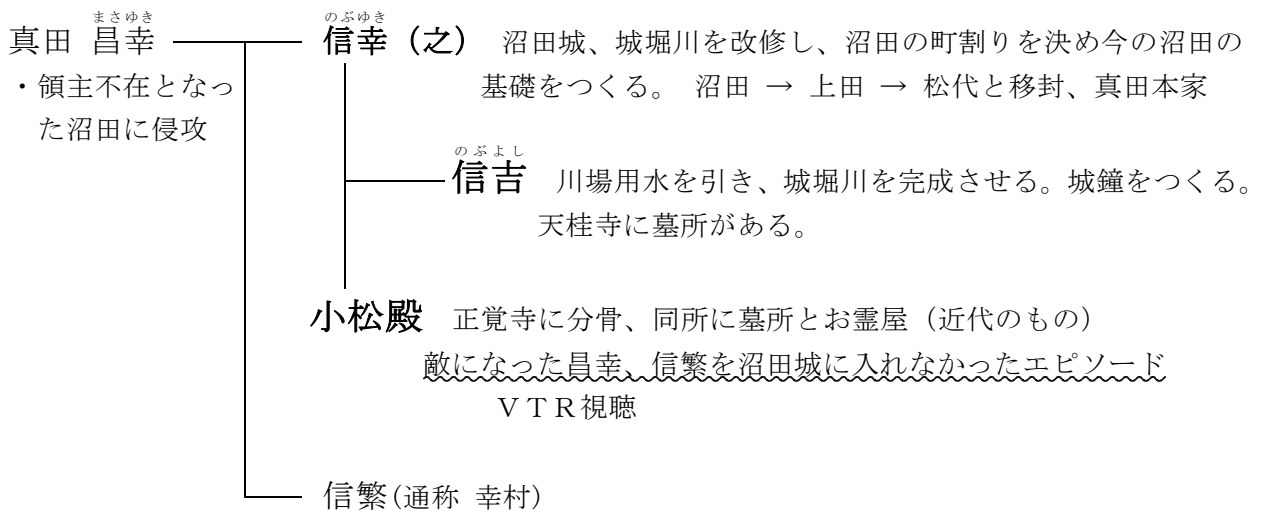 まさゆき
真田 昌幸
・領主不在となっ
た沼田に侵攻
のぶゆき
信幸（之） 沼田城、城堀川を改修し、沼田の町割りを決め今の沼田の
基礎をつくる。 沼田 → 上田 → 松代と移封、真田本家
のぶよし
信吉 川場用水を引き、城堀川を完成させる。城鐘をつくる。
天桂寺に墓所がある。
小松殿 正覚寺に分骨、同所に墓所とお霊屋（近代のもの）
敵になった昌幸、信繁を沼田城に入れなかったエピソード
ＶＴＲ視聴
信繁(通称 幸村)